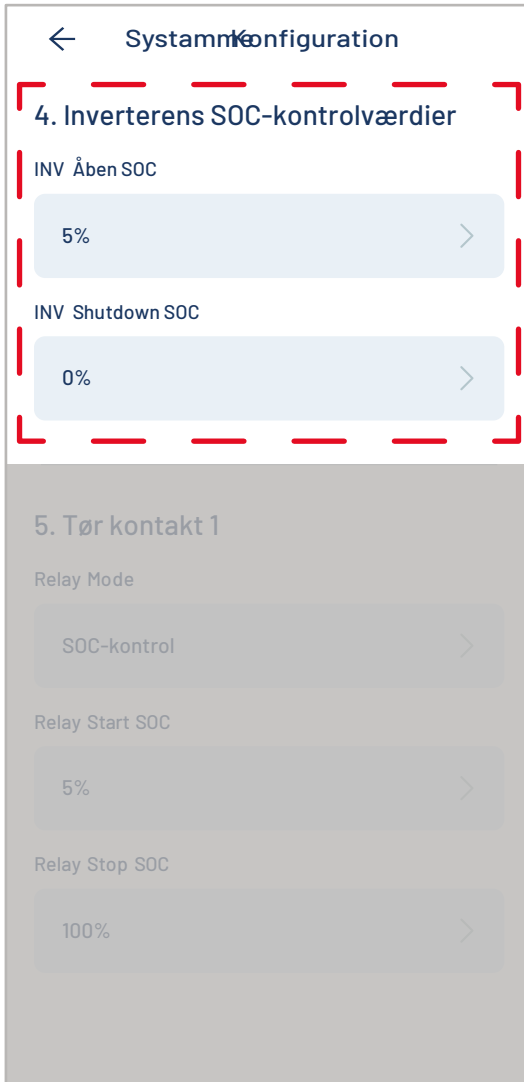 Systamme Konfiguration
4. Inverterens SOC-kontrolværdier
INV Åben SOC
5%
INV Shutdown SOC
0%
5. Tør kontakt 1
Relay Mode
SOC-kontrol
Relay Start SOC
5%
Relay Stop SOC
100%